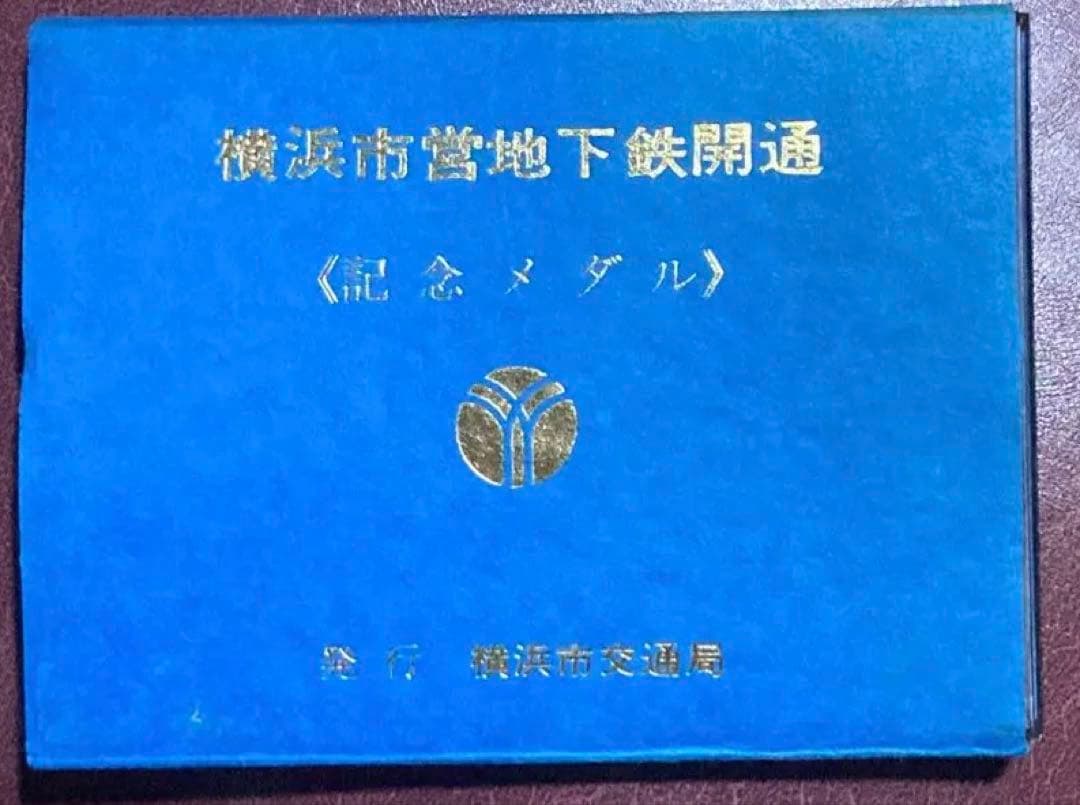 横浜市営地下鉄開通
《記念メダル》
発行 横浜市交通局